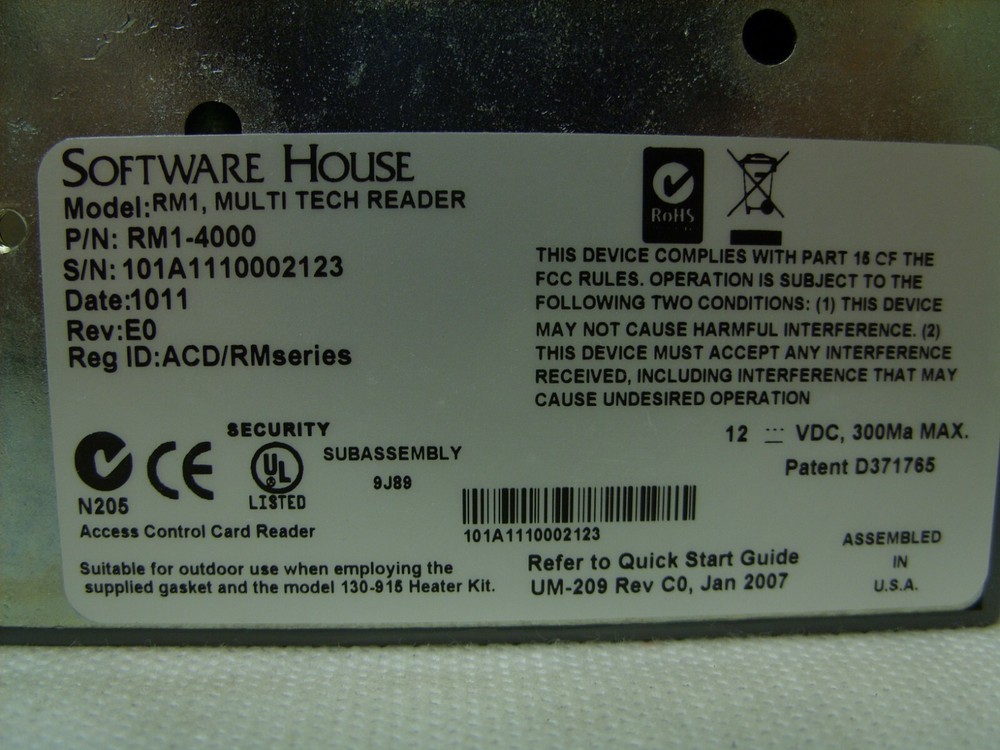 SOFTWARE HOUSE
Model:RM1, MULTI TECH READER
P/N: RM1-4000
S/N: 101A1110002123
Date:1011
Rev:E0
Reg ID:ACD/RMseries
RoHS
THIS DEVICE COMPLIES WITH PART 15 OF THE
FCC RULES. OPERATION IS SUBJECT TO THE
FOLLOWING TWO CONDITIONS: (1) THIS DEVICE
MAY NOT CAUSE HARMFUL INTERFERENCE. (2)
THIS DEVICE MUST ACCEPT ANY INTERFERENCE
RECEIVED, INCLUDING INTERFERENCE THAT MAY
CAUSE UNDESIRED OPERATION
12 VDC, 300Ma MAX.
Patent D371765
N205
CE
SECURITY
UL
LISTED
SUBASSEMBLY
9J89
Access Control Card Reader
101A1110002123
Suitable for outdoor use when employing the
supplied gasket and the model 130-915 Heater Kit.
Refer to Quick Start Guide
UM-209 Rev C0, Jan 2007
ASSEMBLED
IN
U.S.A.